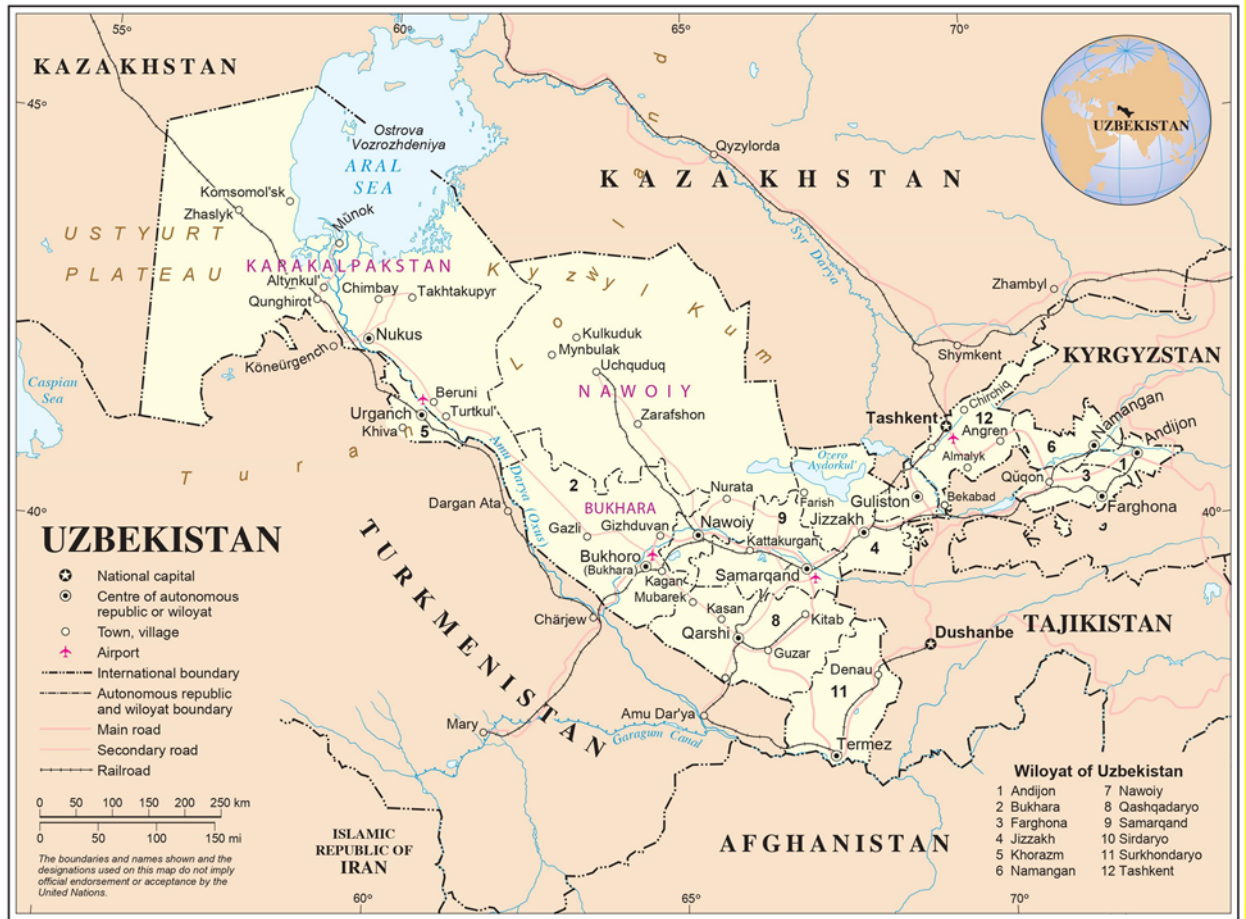 55°
60°
65°
70°
KAZAKHSTAN
45°
Ostrova
Vozrozhdeniya
ARAL
SEA
UZBEKISTAN
Qyzylorda
KAZAKHSTAN
Komsomol'sk
Zhaslyk
Mŭnok
Syr Darya
USTYURT
PLATEAU
KARAKALPAKSTAN
Kyzyl Kum
Lowland
Altynkul'
Chimbay
Takhtakupyr
Qunghirot
Zhambyl
Nukus
Kulkuduk
Mynbulak
Shymkent
KYRGYZSTAN
Köneürgench
Uchquduq
Caspian
Sea
NAWOIY
Beruni
Urganch
Turtkul'
Khiva
5
Zarafshon
Tashkent
Chirchiq
12
Angren
Almalyk
Namangan
6
Andijon
1
Turan
Amu Darya (Oxus)
Ozero
Aydorkul'
Qŭqon
3
2
Dargan Ata
Nurata
Farish
Guliston
Bekabad
Farghona
BUKHARA
9
40°
40°
Gazli
Gizhduvan
Nawoiy
Jizzakh
Kattakurgan
4
UZBEKISTAN
TURKMENISTAN
Bukhoro
(Bukhara)
Kagan
Samarqand
Mubarek
Kasan
Chärjew
Qarshi
8
Kitab
Guzar
Dushanbe
TAJIKISTAN
Denau
11
Amu Dar'ya
Mary
Garagum Canal
Termez
National capital
Centre of autonomous
republic or wiloyat
Town, village
Airport
International boundary
Autonomous republic
and wiloyat boundary
Main road
Secondary road
Railroad
0 50 100 150 200 250 km
0 50 100 150 mi
The boundaries and names shown and the
designations used on this map do not imply
official endorsement or acceptance by the
United Nations.
ISLAMIC
REPUBLIC OF
IRAN
AFGHANISTAN
Wiloyat of Uzbekistan
1 Andijon
2 Bukhara
3 Farghona
4 Jizzakh
5 Khorazm
6 Namangan
7 Nawoiy
8 Qashqadaryo
9 Samarqand
10 Sirdaryo
11 Surkhondaryo
12 Tashkent
60°
65°
70°